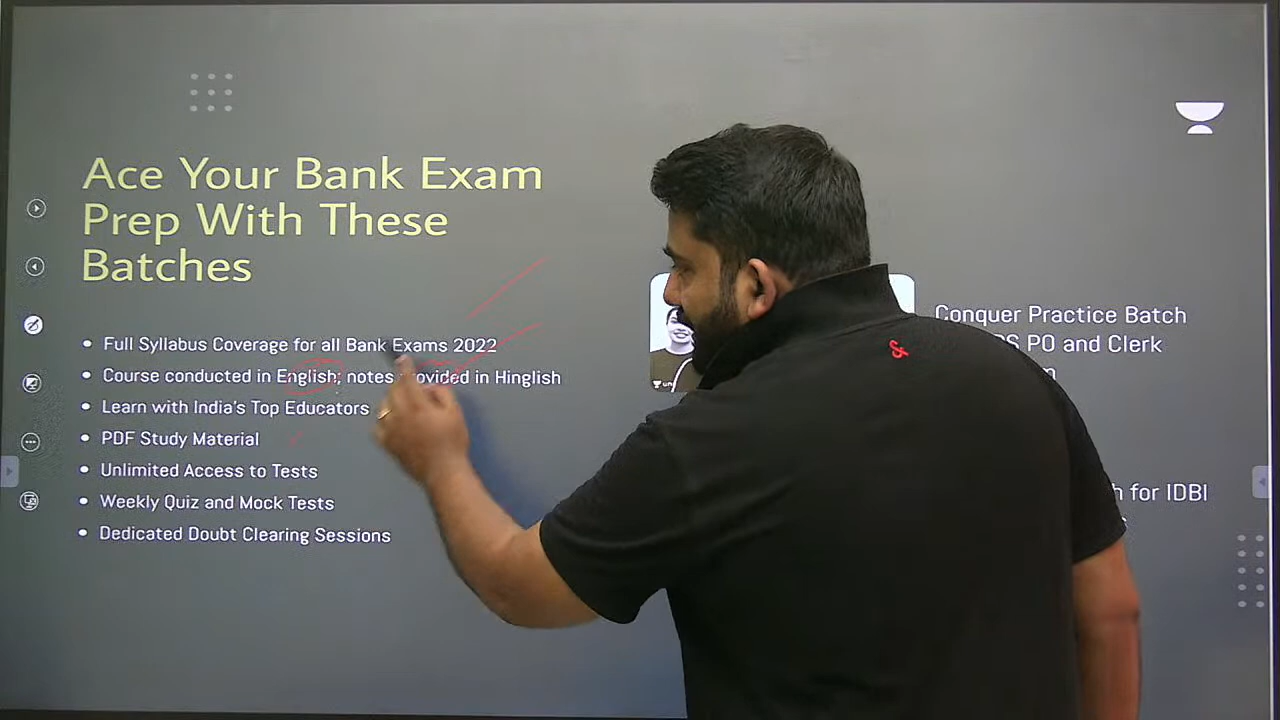 Ace Your Bank Exam
Prep With These
Batches
Full Syllabus Coverage for all Bank Exams 2022
Course conducted in English; notes provided in Hinglish
Learn with India's Top Educators
PDF Study Material
Unlimited Access to Tests
Weekly Quiz and Mock Tests
Dedicated Doubt Clearing Sessions
Conquer Practice Batch
PO and Clerk
for IDBI
&